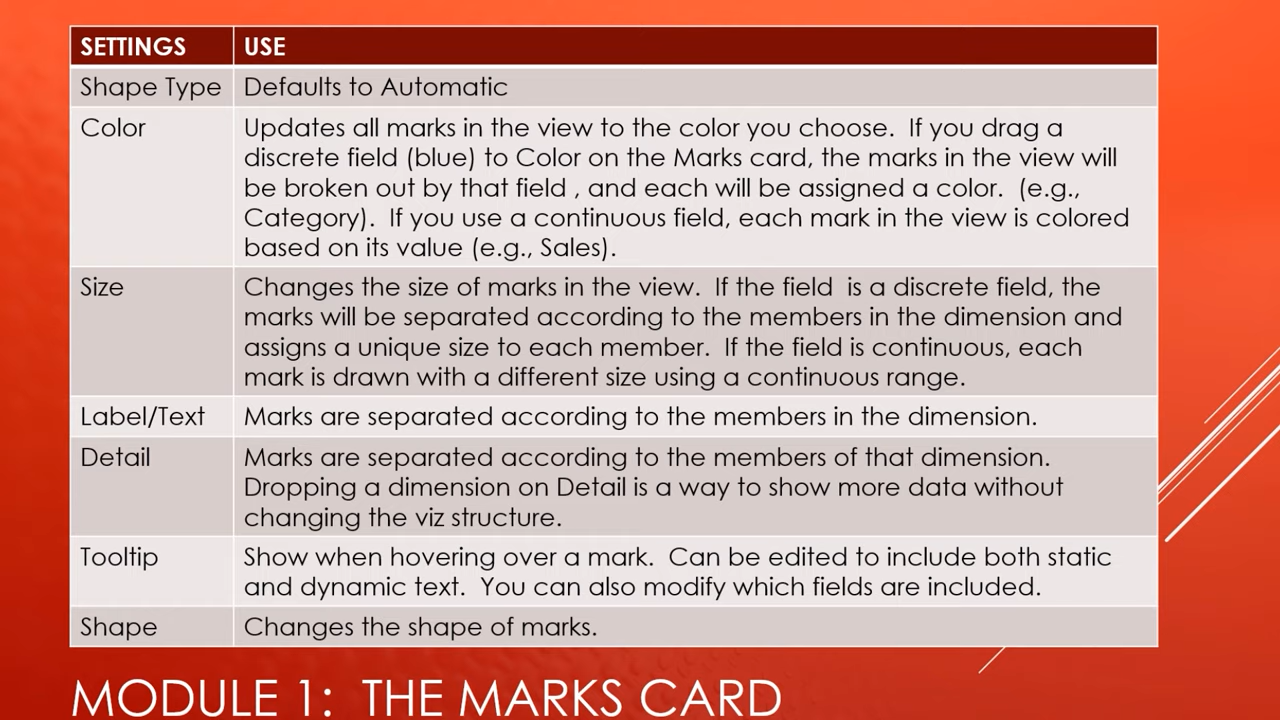 SETTINGS USE
Shape Type Defaults to Automatic
Color Updates all marks in the view to the color you choose. If you drag a
discrete field (blue) to Color on the Marks card, the marks in the view will
be broken out by that field , and each will be assigned a color. (e.g.,
Category). If you use a continuous field, each mark in the view is colored
based on its value (e.g., Sales).
Size Changes the size of marks in the view. If the field is a discrete field, the
marks will be separated according to the members in the dimension and
assigns a unique size to each member. If the field is continuous, each
mark is drawn with a different size using a continuous range.
Label/Text Marks are separated according to the members in the dimension.
Detail Marks are separated according to the members of that dimension.
Dropping a dimension on Detail is a way to show more data without
changing the viz structure.
Tooltip Show when hovering over a mark. Can be edited to include both static
and dynamic text. You can also modify which fields are included.
Shape Changes the shape of marks.
MODULE 1: THE MARKS CARD